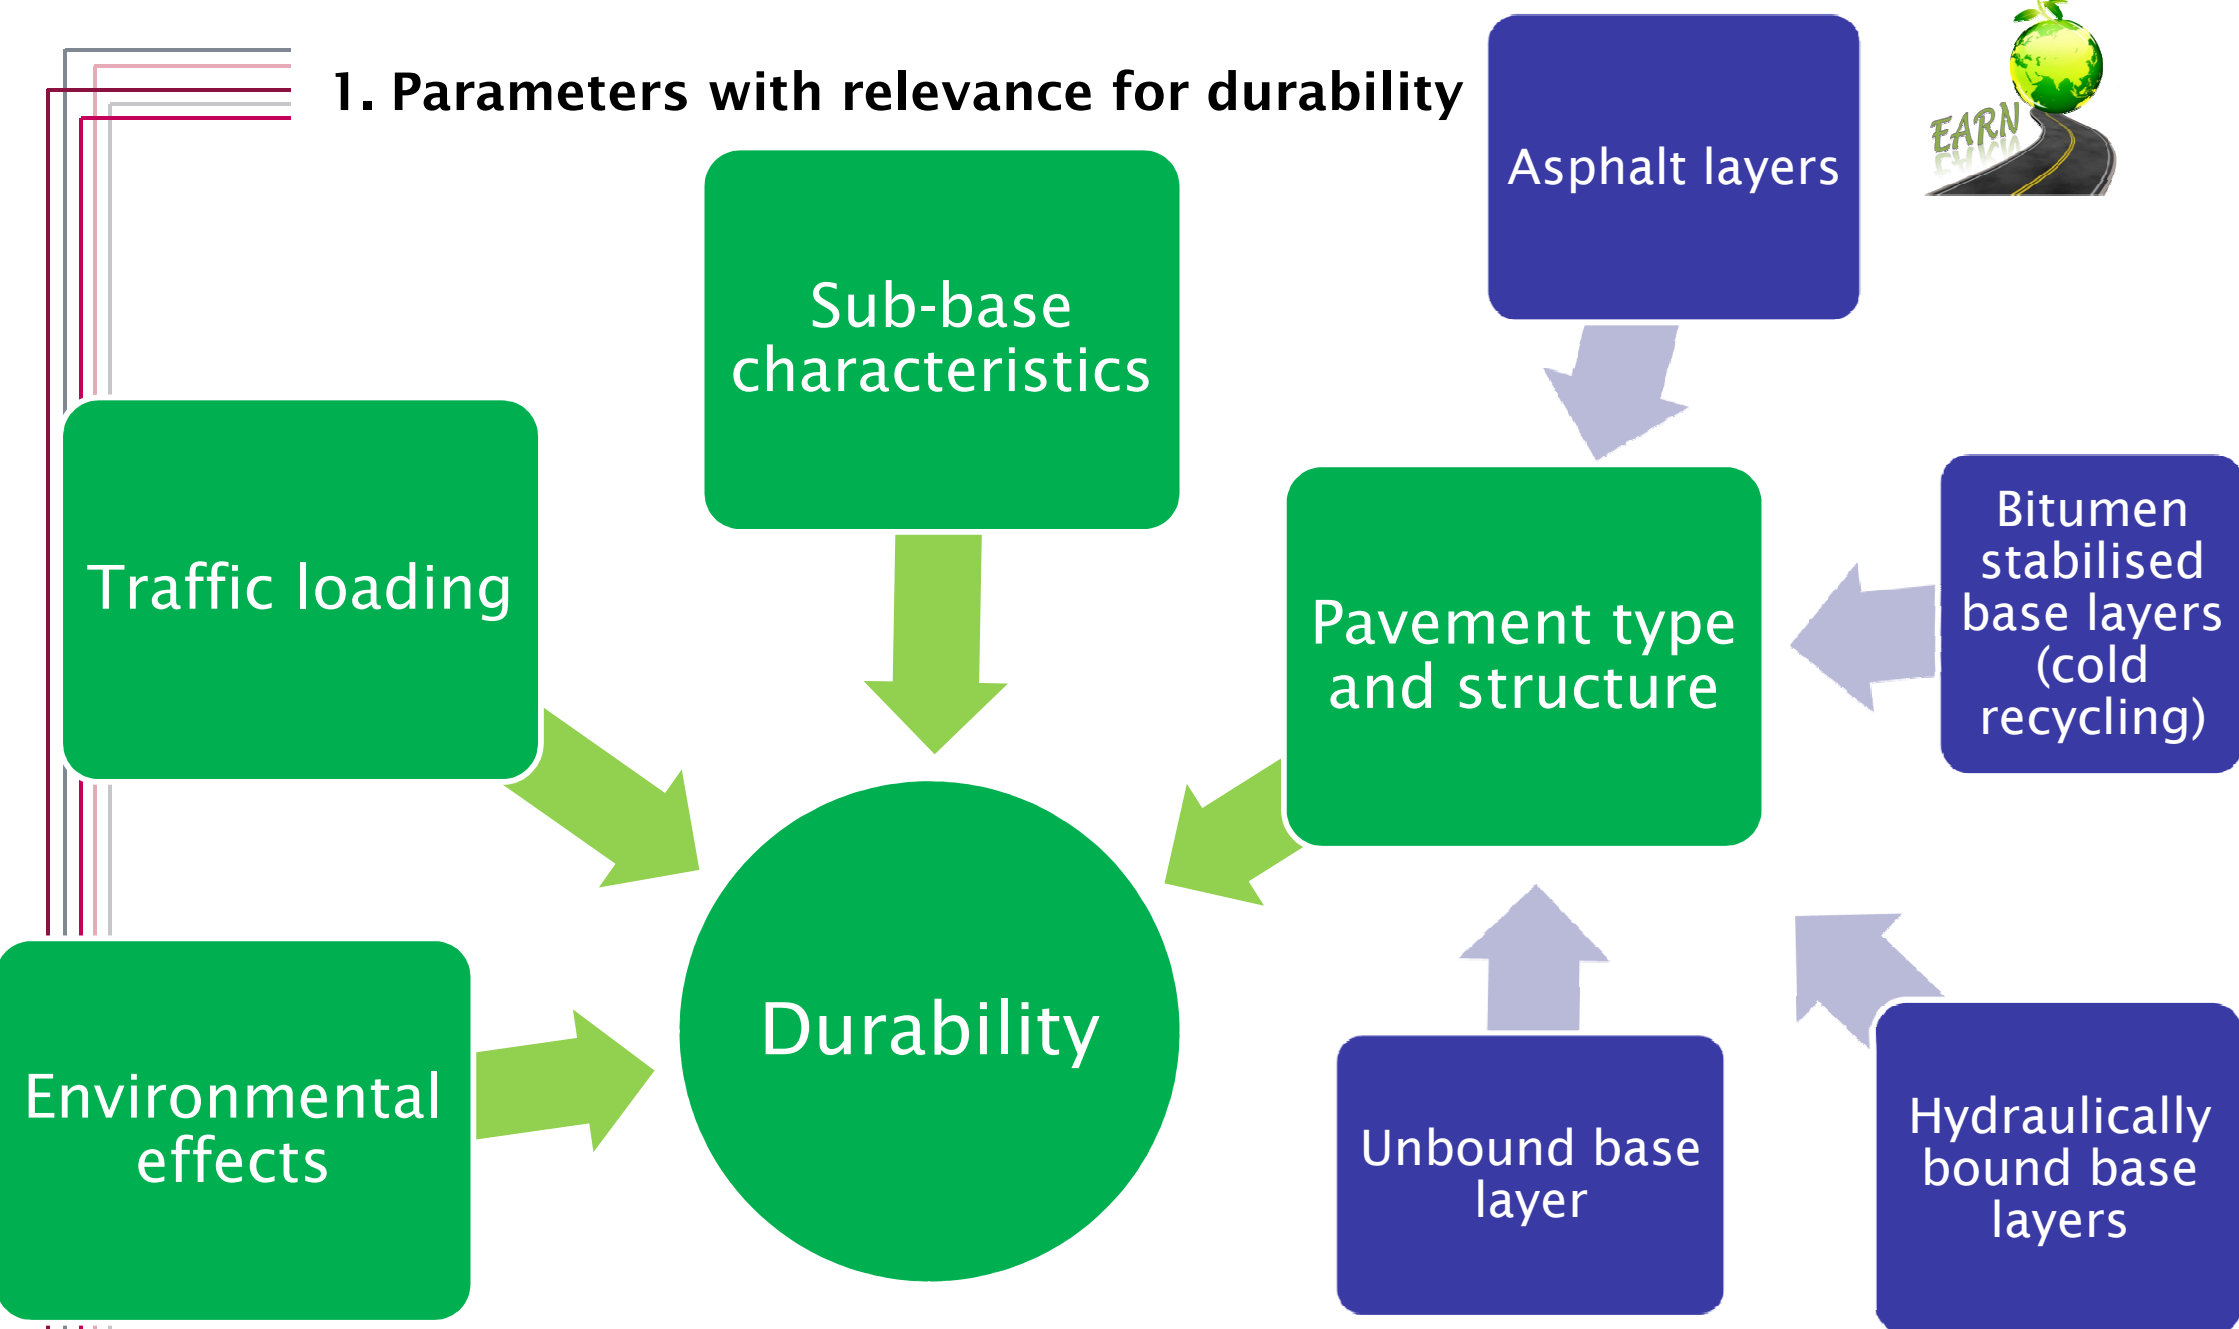 1. Parameters with relevance for durability
Asphalt layers
EARN
Sub-base
characteristics
Traffic loading
Pavement type
and structure
Bitumen
stabilised
base layers
(cold
recycling)
Environmental
effects
Durability
Unbound base
layer
Hydraulically
bound base
layers